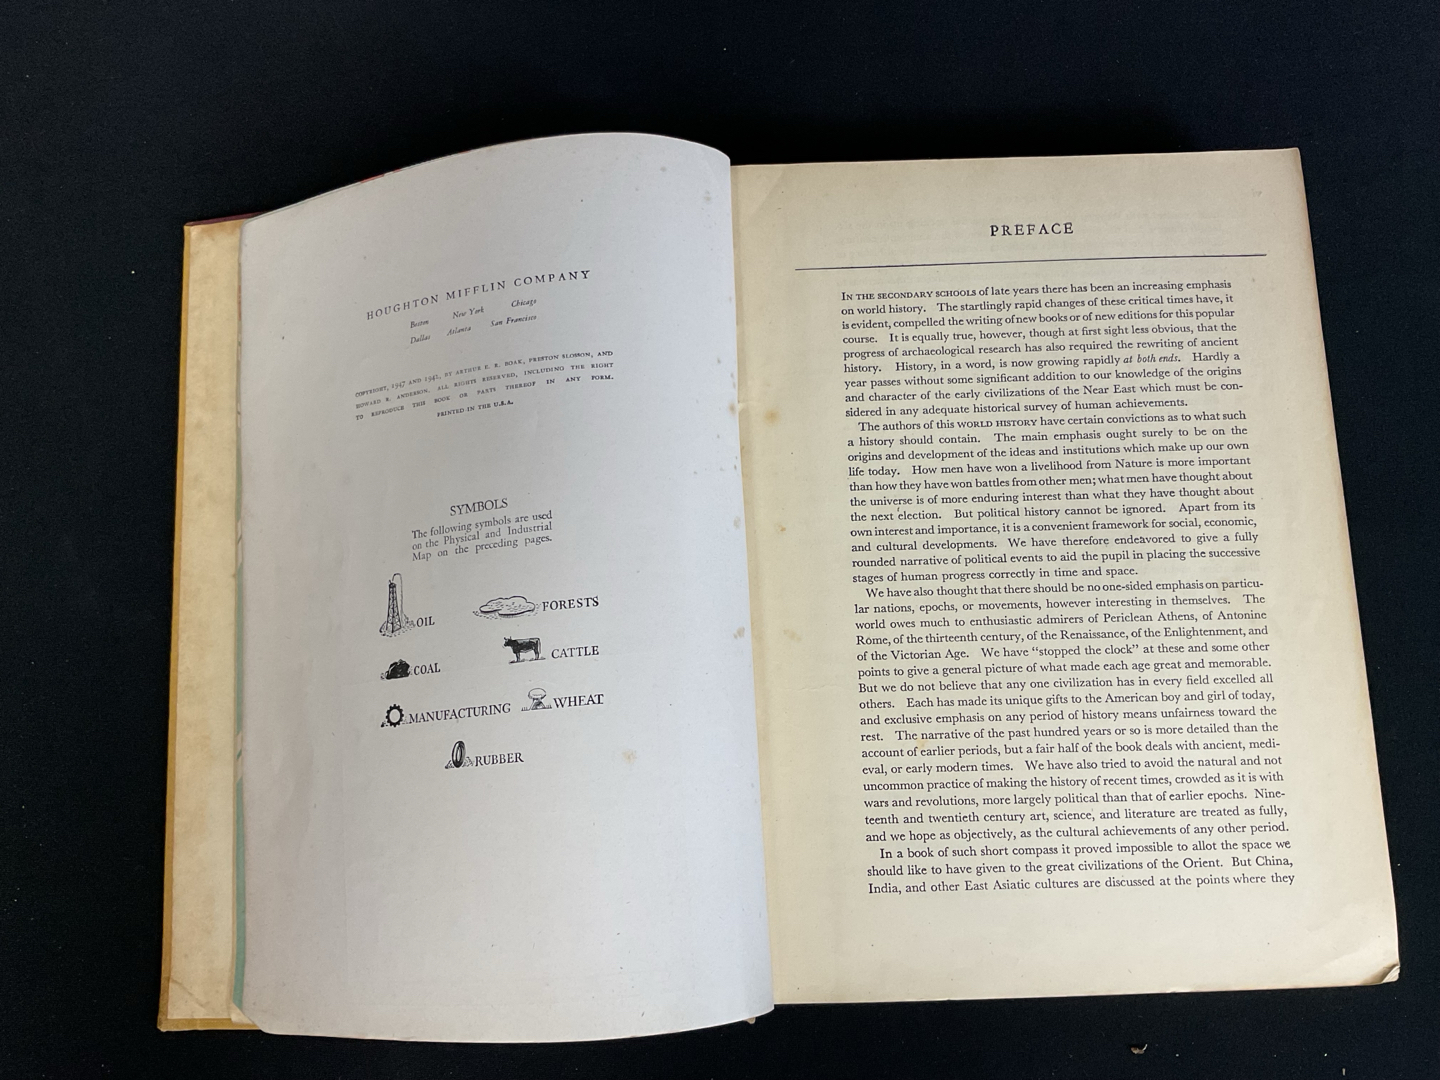 HOUGHTON MIFFLIN COMPANY
Boston New York Chicago
Dallas Atlanta San Francisco
COPYRIGHT, 1947 AND 1942, BY ARTHUR E. R. BOAK, PRESTON SLOSSON, AND
HOWARD R. ANDERSON. ALL RIGHTS RESERVED, INCLUDING THE RIGHT
TO REPRODUCE THIS BOOK OR PARTS THEREOF IN ANY FORM.
PRINTED IN THE U.S.A.
SYMBOLS
The following symbols are used
on the Physical and Industrial
Map on the preceding pages.
OIL
FORESTS
COAL
CATTLE
MANUFACTURING
WHEAT
RUBBER
PREFACE
IN THE SECONDARY SCHOOLS of late years there has been an increasing emphasis
on world history. The startlingly rapid changes of these critical times have, it
is evident, compelled the writing of new books or of new editions for this popular
course. It is equally true, however, though at first sight less obvious, that the
progress of archaeological research has also required the rewriting of ancient
history. History, in a word, is now growing rapidly at both ends. Hardly a
year passes without some significant addition to our knowledge of the origins
and character of the early civilizations of the Near East which must be con-
sidered in any adequate historical survey of human achievements.
The authors of this WORLD HISTORY have certain convictions as to what such
a history should contain. The main emphasis ought surely to be on the
origins and development of the ideas and institutions which make up our own
life today. How men have won a livelihood from Nature is more important
than how they have won battles from other men; what men have thought about
the universe is of more enduring interest than what they have thought about
the next election. But political history cannot be ignored. Apart from its
own interest and importance, it is a convenient framework for social, economic,
and cultural developments. We have therefore endeavored to give a fully
rounded narrative of political events to aid the pupil in placing the successive
stages of human progress correctly in time and space.
We have also thought that there should be no one-sided emphasis on particu-
lar nations, epochs, or movements, however interesting in themselves. The
world owes much to enthusiastic admirers of Periclean Athens, of Antonine
Rome, of the thirteenth century, of the Renaissance, of the Enlightenment, and
of the Victorian Age. We have "stopped the clock" at these and some other
points to give a general picture of what made each age great and memorable.
But we do not believe that any one civilization has in every field excelled all
others. Each has made its unique gifts to the American boy and girl of today,
and exclusive emphasis on any period of history means unfairness toward the
rest. The narrative of the past hundred years or so is more detailed than the
account of earlier periods, but a fair half of the book deals with ancient, medi-
eval, or early modern times. We have also tried to avoid the natural and not
uncommon practice of making the history of recent times, crowded as it is with
wars and revolutions, more largely political than that of earlier epochs. Nine-
teenth and twentieth century art, science, and literature are treated as fully,
and we hope as objectively, as the cultural achievements of any other period.
In a book of such short compass it proved impossible to allot the space we
should like to have given to the great civilizations of the Orient. But China,
India, and other East Asiatic cultures are discussed at the points where they